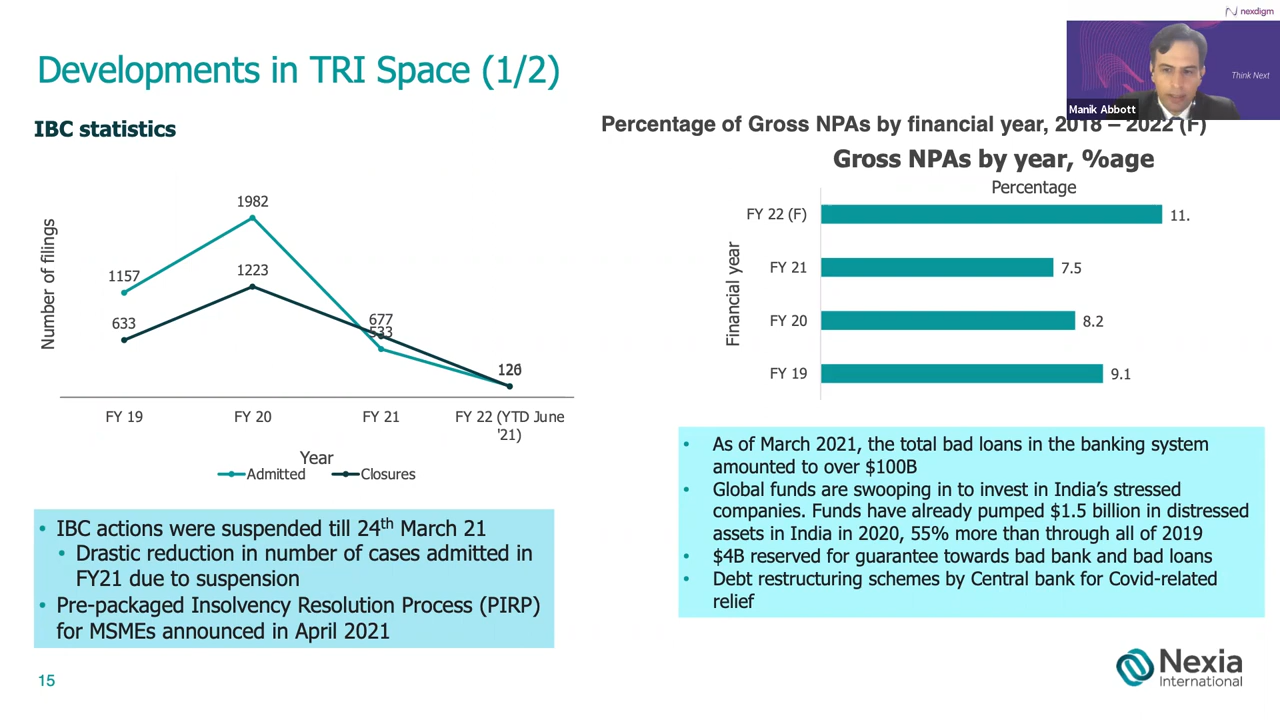 nexdigm
Think Next
Manik Abbott
Developments in TRI Space (1/2)
IBC statistics
Number of filings
1982
1157
1223
633
677
533
FY 19
FY 20
FY 21
FY 22 (YTD June
'21)
Year
Admitted
Closures
IBC actions were suspended till 24th March 21
Drastic reduction in number of cases admitted in
FY21 due to suspension
Pre-packaged Insolvency Resolution Process (PIRP)
for MSMEs announced in April 2021
Percentage of Gross NPAs by financial year, 2018 – 2022 (F)
Gross NPAs by year, %age
Percentage
Financial year
FY 22 (F)
11.
FY 21
7.5
FY 20
8.2
FY 19
9.1
As of March 2021, the total bad loans in the banking system
amounted to over $100B
Global funds are swooping in to invest in India's stressed
companies. Funds have already pumped $1.5 billion in distressed
assets in India in 2020, 55% more than through all of 2019
$4B reserved for guarantee towards bad bank and bad loans
Debt restructuring schemes by Central bank for Covid-related
relief
15
Nexia
International